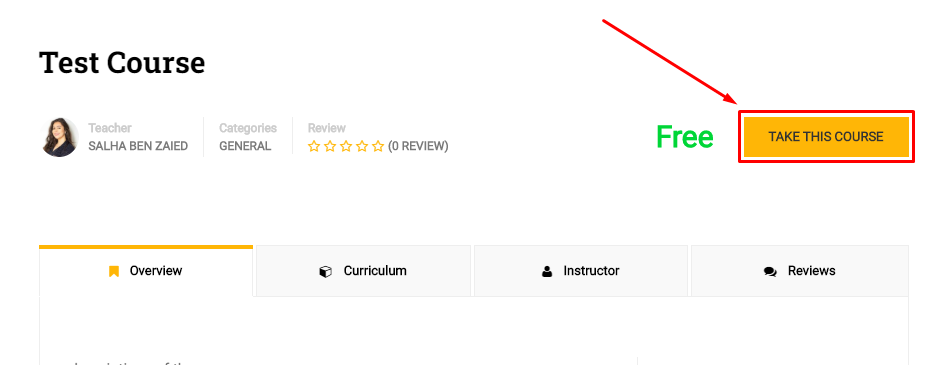 Test Course
Teacher
SALHA BEN ZAIED
Categories
GENERAL
Review
(0 REVIEW)
Free
TAKE THIS COURSE
Overview
Curriculum
Instructor
Reviews